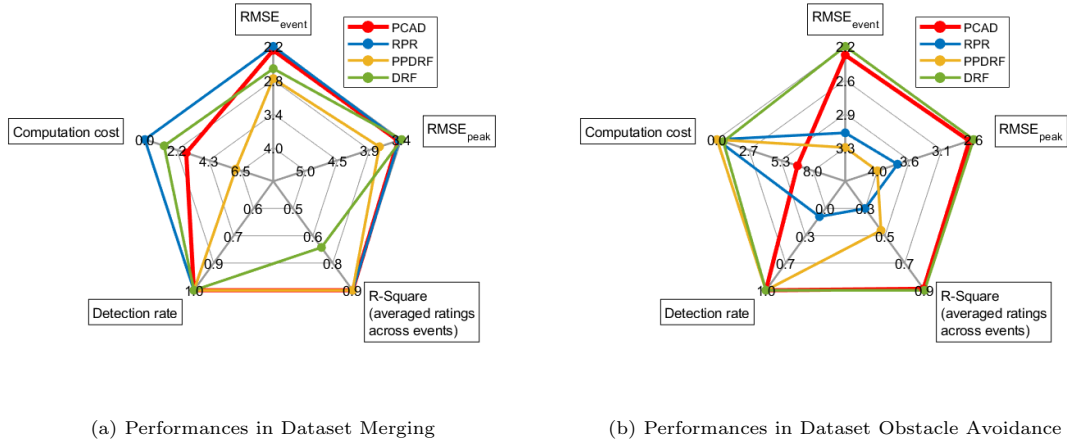 RMSE_event
PCAD
RPR
PPDRF
DRF
2.2
2.8
3.4
4.0
Computation cost
0.0
2.2
4.3
6.5
RMSE_peak
3.4
3.9
4.5
5.0
0.6
0.5
0.7
0.6
0.9
0.8
1.0
0.9
Detection rate
R-Square
(averaged ratings
across events)
(a) Performances in Dataset Merging
RMSE_event
PCAD
RPR
PPDRF
DRF
2.2
2.6
2.9
3.3
Computation cost
0.0
2.7
5.3
8.0
RMSE_peak
2.6
3.1
3.6
4.0
0.0
0.3
0.3
0.5
0.7
0.7
1.0
0.9
Detection rate
R-Square
(averaged ratings
across events)
(b) Performances in Dataset Obstacle Avoidance